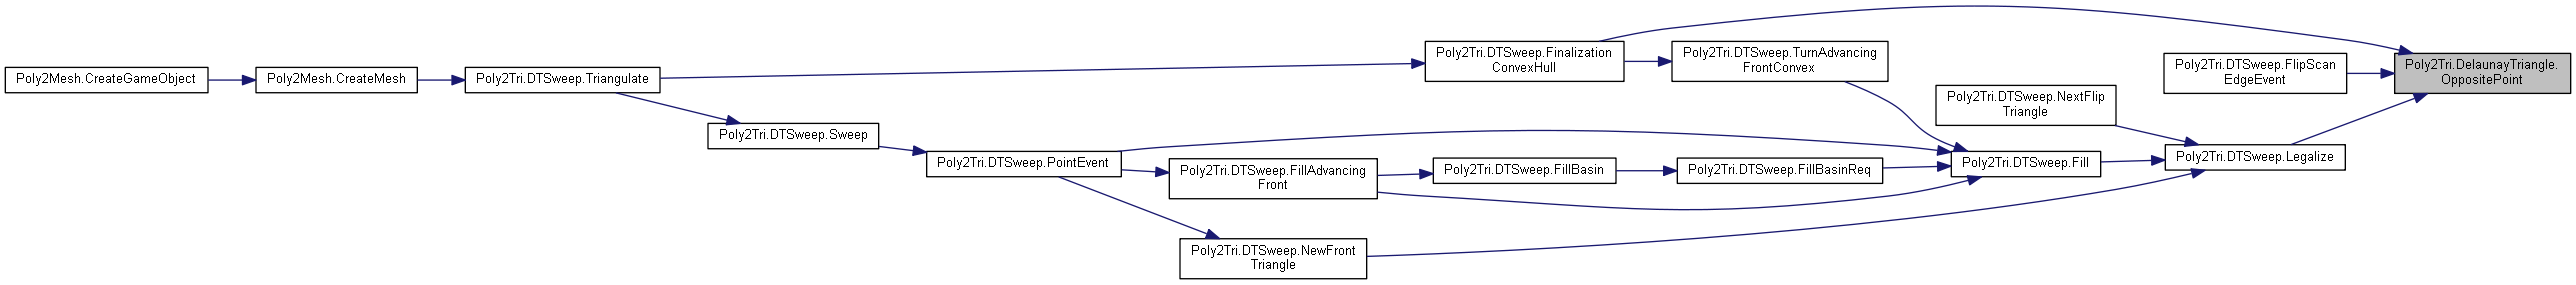 Poly2Mesh.CreateGameObject
Poly2Mesh.CreateMesh
Poly2Tri.DTSweep.Triangulate
Poly2Tri.DTSweep.Sweep
Poly2Tri.DTSweep.PointEvent
Poly2Tri.DTSweep.FillAdvancing
Front
Poly2Tri.DTSweep.NewFront
Triangle
Poly2Tri.DTSweep.Finalization
ConvexHull
Poly2Tri.DTSweep.FillBasin
Poly2Tri.DTSweep.TurnAdvancing
FrontConvex
Poly2Tri.DTSweep.FillBasinReq
Poly2Tri.DTSweep.NextFlip
Triangle
Poly2Tri.DTSweep.Fill
Poly2Tri.DTSweep.FlipScan
EdgeEvent
Poly2Tri.DTSweep.Legalize
Poly2Tri.DelaunayTriangle.
OppositePoint